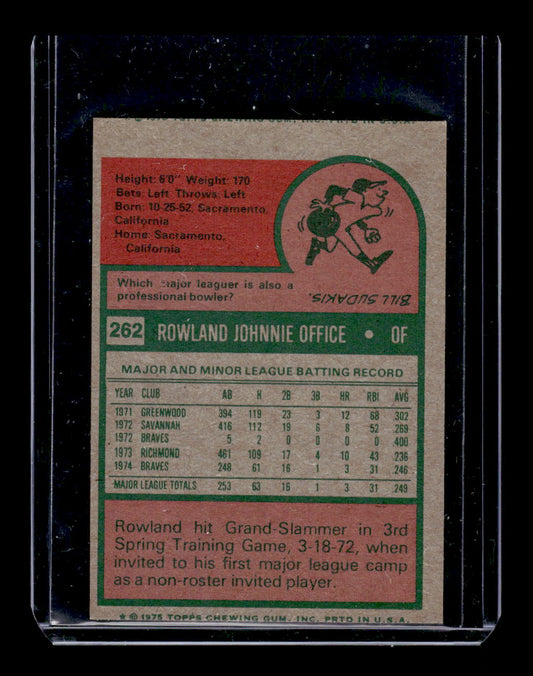 Height: 6'0" Weight: 170
Bats: Left Throws: Left
Born: 10-25-52, Sacramento,
California
Home: Sacramento,
California
Which major leaguer is also a
professional bowler?
BILL SUDAKIS.
262 ROWLAND JOHNNIE OFFICE • OF
MAJOR AND MINOR LEAGUE BATTING RECORD
YEAR CLUB AB H 2B 3B HR RBI AVG
1971 GREENWOOD 394 119 23 3 12 68 302
1972 SAVANNAH 416 112 19 6 8 52 269
1972 BRAVES 5 2 0 0 0 0 400
1973 RICHMOND 461 109 17 4 10 43 236
1974 BRAVES 248 61 16 1 3 31 246
MAJOR LEAGUE TOTALS 253 63 16 1 3 31 249
Rowland hit Grand-Slammer in 3rd
Spring Training Game, 3-18-72, when
invited to his first major league camp
as a non-roster invited player.
★ © 1975 TOPPS CHEWING GUM, INC. PRTD IN U.S.A.